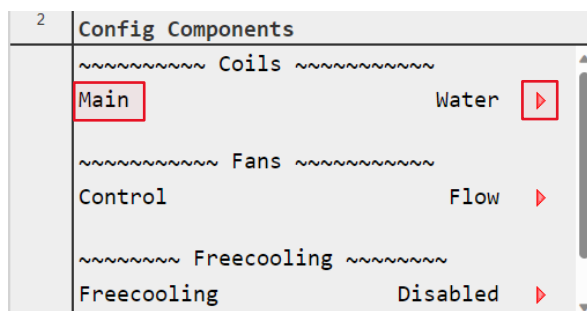 2
Config Components
~~~~~~~~~~ Coils ~~~~~~~~~~~
Main Water
~~~~~~~~~~~ Fans ~~~~~~~~~~~
Control Flow
~~~~~~~~ Freecooling ~~~~~~~~
Freecooling Disabled